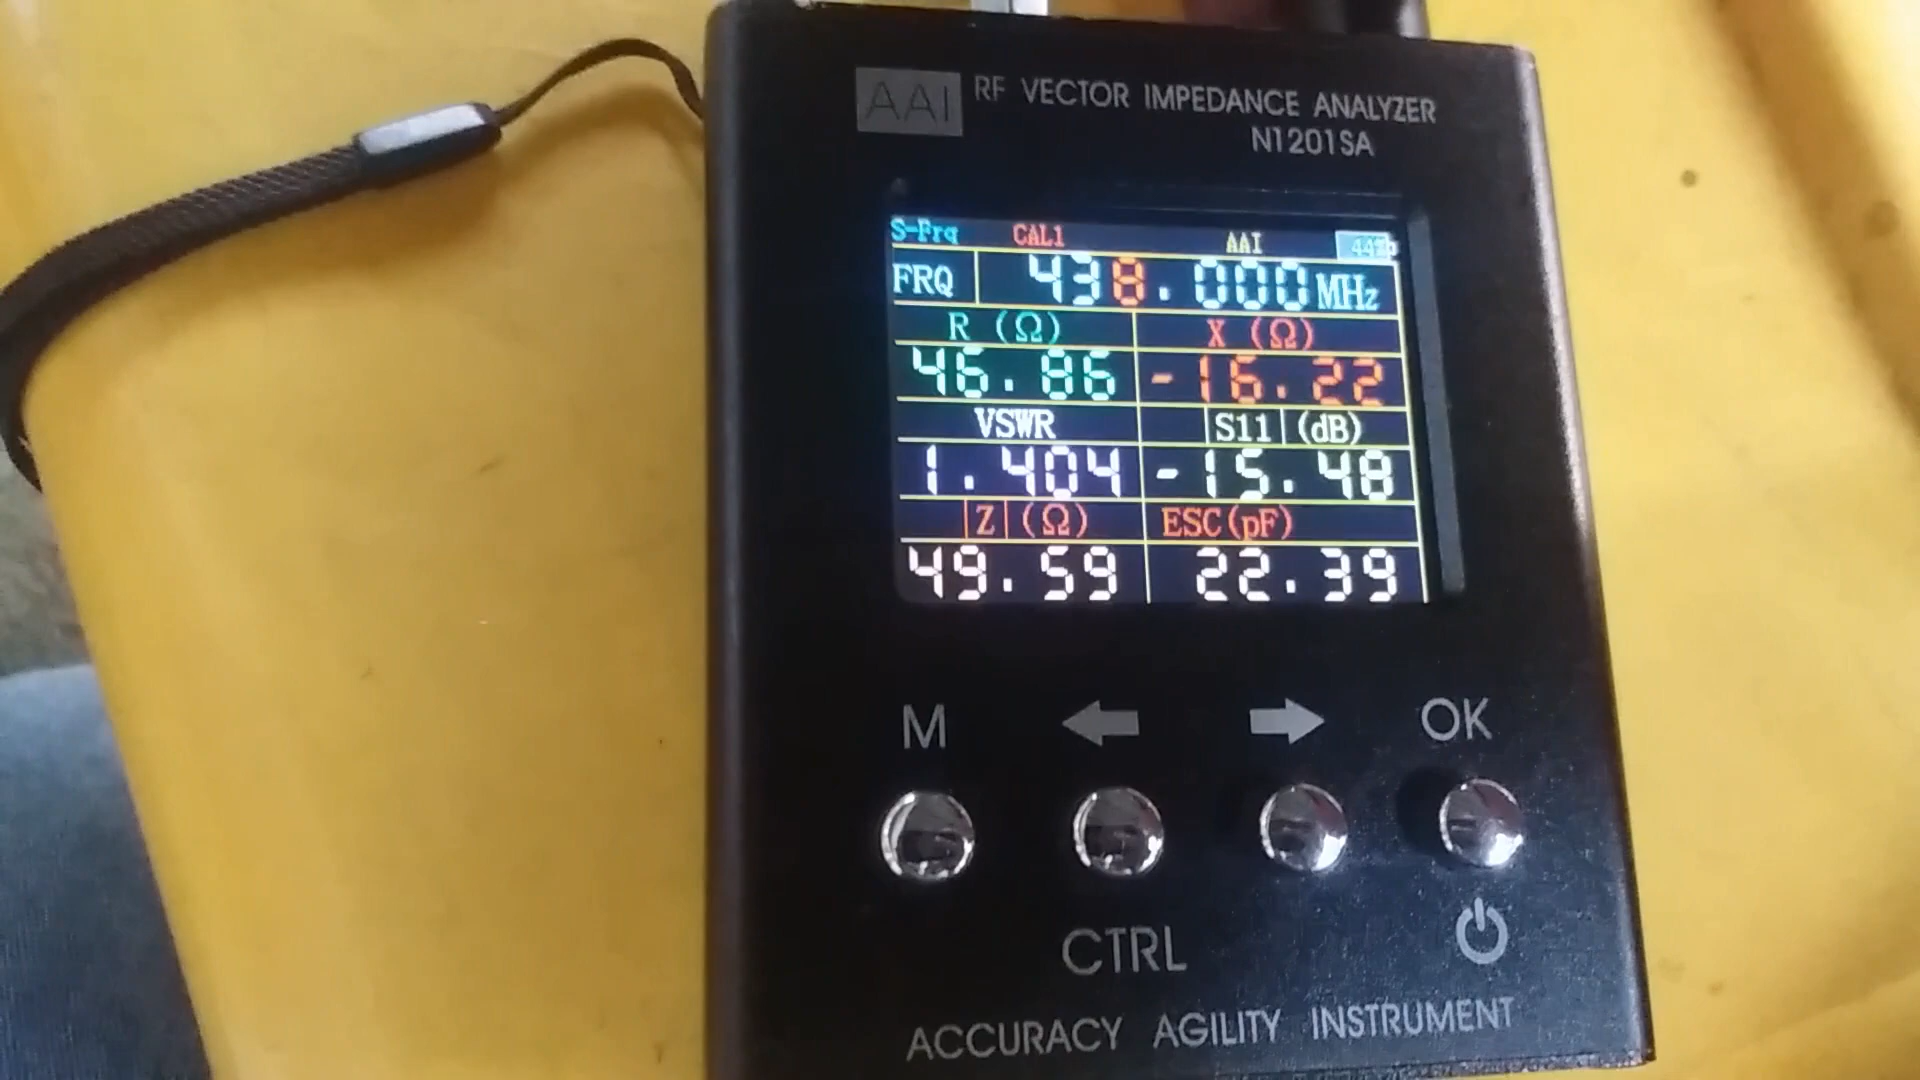 AAI RF VECTOR IMPEDANCE ANALYZER
N1201SA
S-Frq CAL1 AAI 44%
FRQ 438.000MHz
R (Ω) X (Ω)
46.86 -16.22
VSWR |S11|(dB)
1.404 -15.48
|Z|(Ω) ESC(pF)
49.59 22.39
M OK
CTRL
ACCURACY AGILITY INSTRUMENT